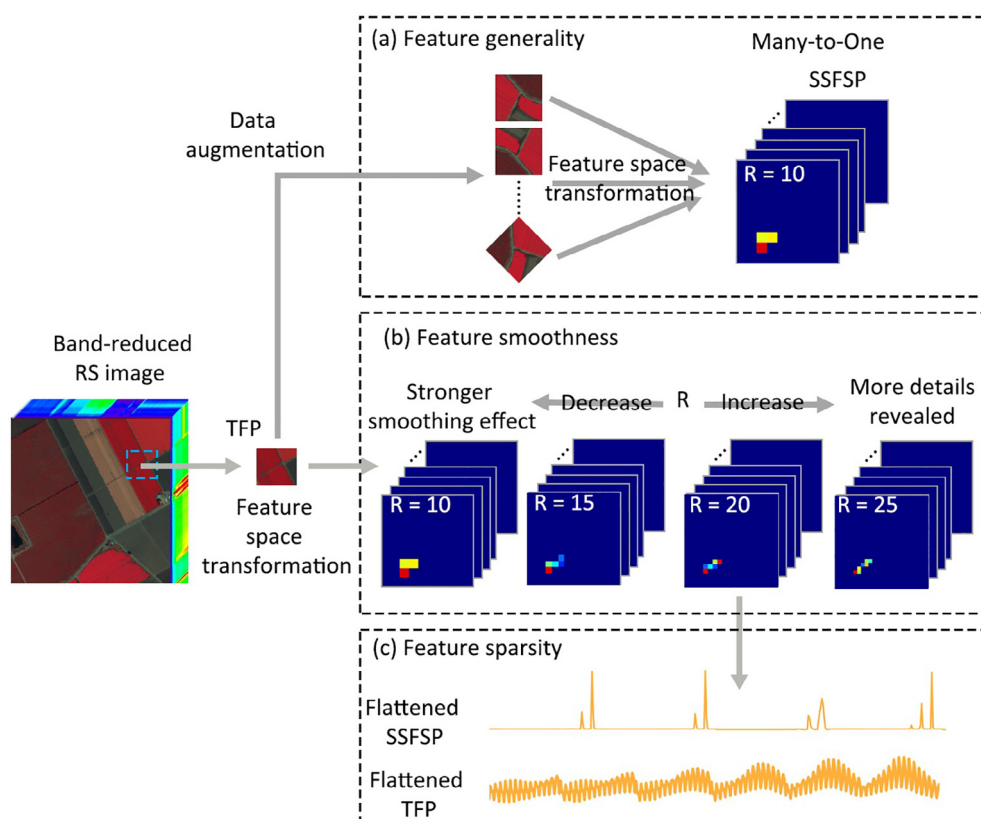 (a) Feature generality
Many-to-One
SSFSP
Data
augmentation
Feature space
transformation
R = 10
Band-reduced
RS image
TFP
Feature
space
transformation
(b) Feature smoothness
Stronger
smoothing effect
Decrease
R
Increase
More details
revealed
R = 10
R = 15
R = 20
R = 25
(c) Feature sparsity
Flattened
SSFSP
Flattened
TFP